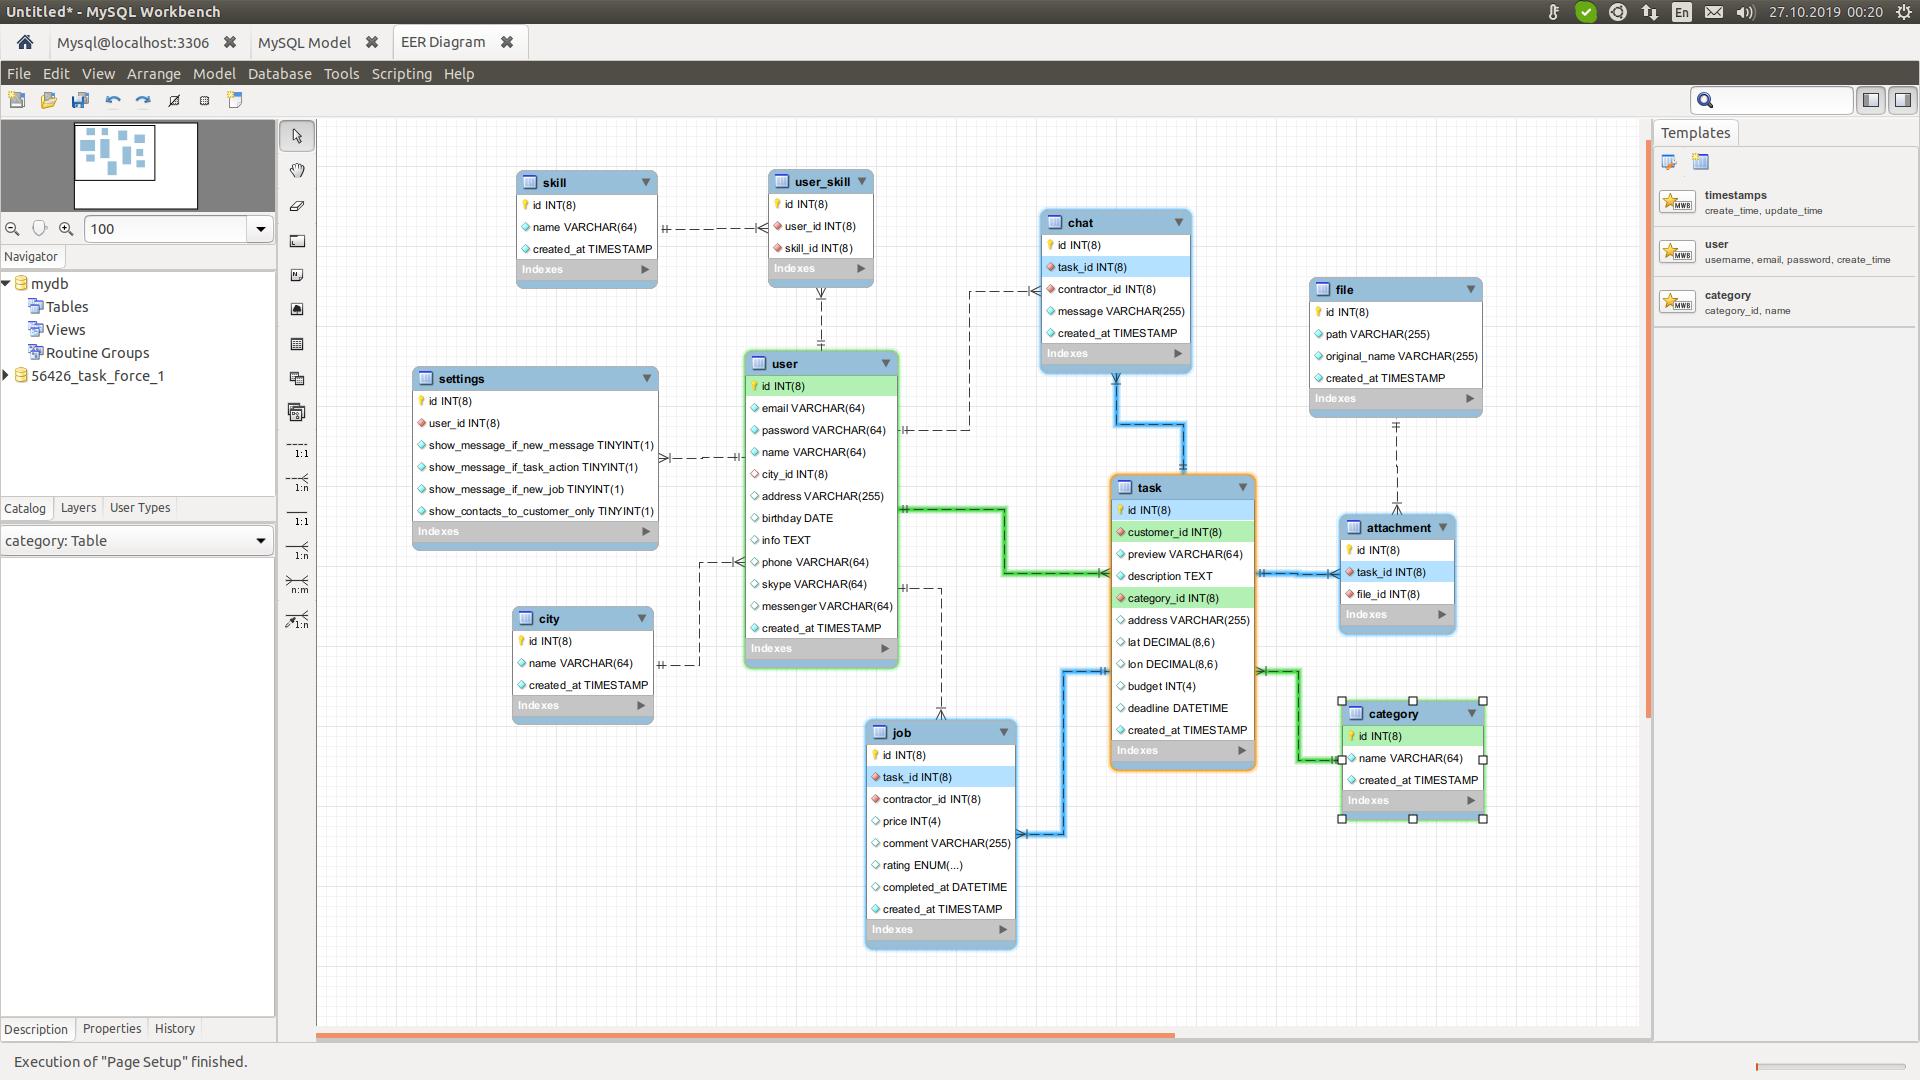 Untitled* - MySQL Workbench
En
27.10.2019 00:20
Mysql@localhost:3306
MySQL Model
EER Diagram
File Edit View Arrange Model Database Tools Scripting Help
100
Navigator
mydb
Tables
Views
Routine Groups
56426_task_force_1
Catalog Layers User Types
category: Table
Description Properties History
Execution of "Page Setup" finished.
1:1
1:n
1:1
1:n
n:m
1:n
skill
id INT(8)
name VARCHAR(64)
created_at TIMESTAMP
Indexes
user_skill
id INT(8)
user_id INT(8)
skill_id INT(8)
Indexes
chat
id INT(8)
task_id INT(8)
contractor_id INT(8)
message VARCHAR(255)
created_at TIMESTAMP
Indexes
file
id INT(8)
path VARCHAR(255)
original_name VARCHAR(255)
created_at TIMESTAMP
Indexes
settings
id INT(8)
user_id INT(8)
show_message_if_new_message TINYINT(1)
show_message_if_task_action TINYINT(1)
show_message_if_new_job TINYINT(1)
show_contacts_to_customer_only TINYINT(1)
Indexes
user
id INT(8)
email VARCHAR(64)
password VARCHAR(64)
name VARCHAR(64)
city_id INT(8)
address VARCHAR(255)
birthday DATE
info TEXT
phone VARCHAR(64)
skype VARCHAR(64)
messenger VARCHAR(64)
created_at TIMESTAMP
Indexes
task
id INT(8)
customer_id INT(8)
preview VARCHAR(64)
description TEXT
category_id INT(8)
address VARCHAR(255)
lat DECIMAL(8,6)
lon DECIMAL(8,6)
budget INT(4)
deadline DATETIME
created_at TIMESTAMP
Indexes
attachment
id INT(8)
task_id INT(8)
file_id INT(8)
Indexes
city
id INT(8)
name VARCHAR(64)
created_at TIMESTAMP
Indexes
job
id INT(8)
task_id INT(8)
contractor_id INT(8)
price INT(4)
comment VARCHAR(255)
rating ENUM(...)
completed_at DATETIME
created_at TIMESTAMP
Indexes
category
id INT(8)
name VARCHAR(64)
created_at TIMESTAMP
Indexes
Templates
MWB
timestamps
create_time, update_time
MWB
user
username, email, password, create_time
MWB
category
category_id, name